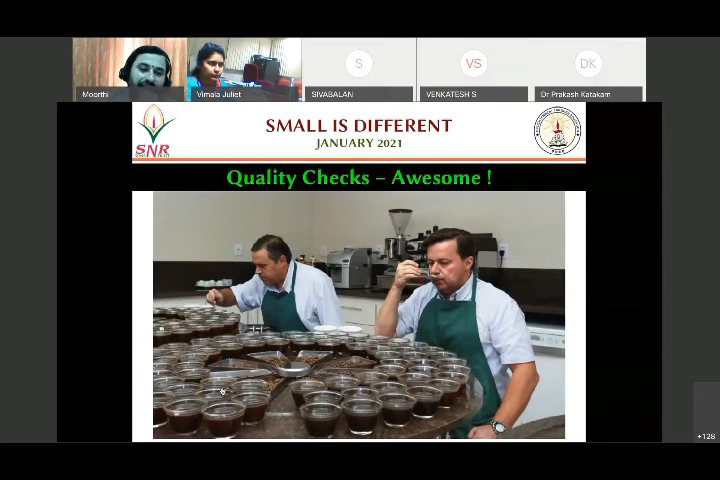 S
VS
DK
Moorthi
Vimala Juliet
SIVABALAN
VENKATESH S
Dr Prakash Katakam
SNR
SMALL IS DIFFERENT
JANUARY 2021
Quality Checks – Awesome !
+128